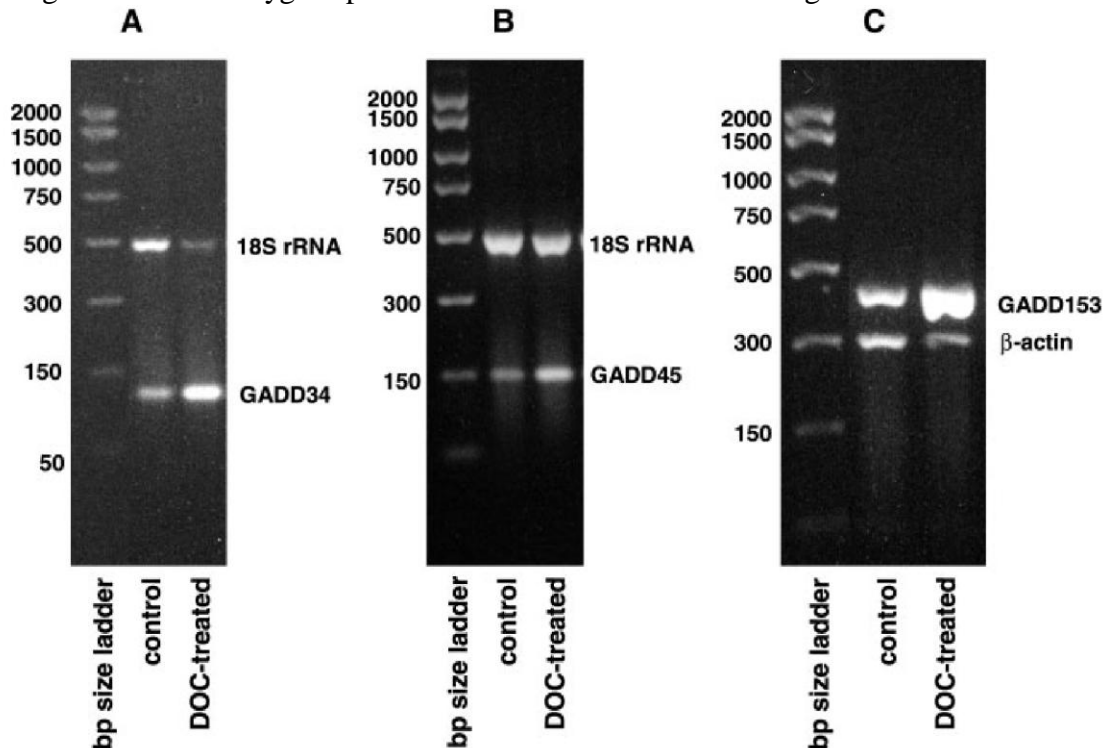 A
2000
1500
1000
750
500
300
150
50
18S rRNA
GADD34
bp size ladder
control
DOC-treated
B
2000
1500
1000
750
500
300
150
18S rRNA
GADD45
bp size ladder
control
DOC-treated
C
2000
1500
1000
750
500
300
150
GADD153
β-actin
bp size ladder
control
DOC-treated